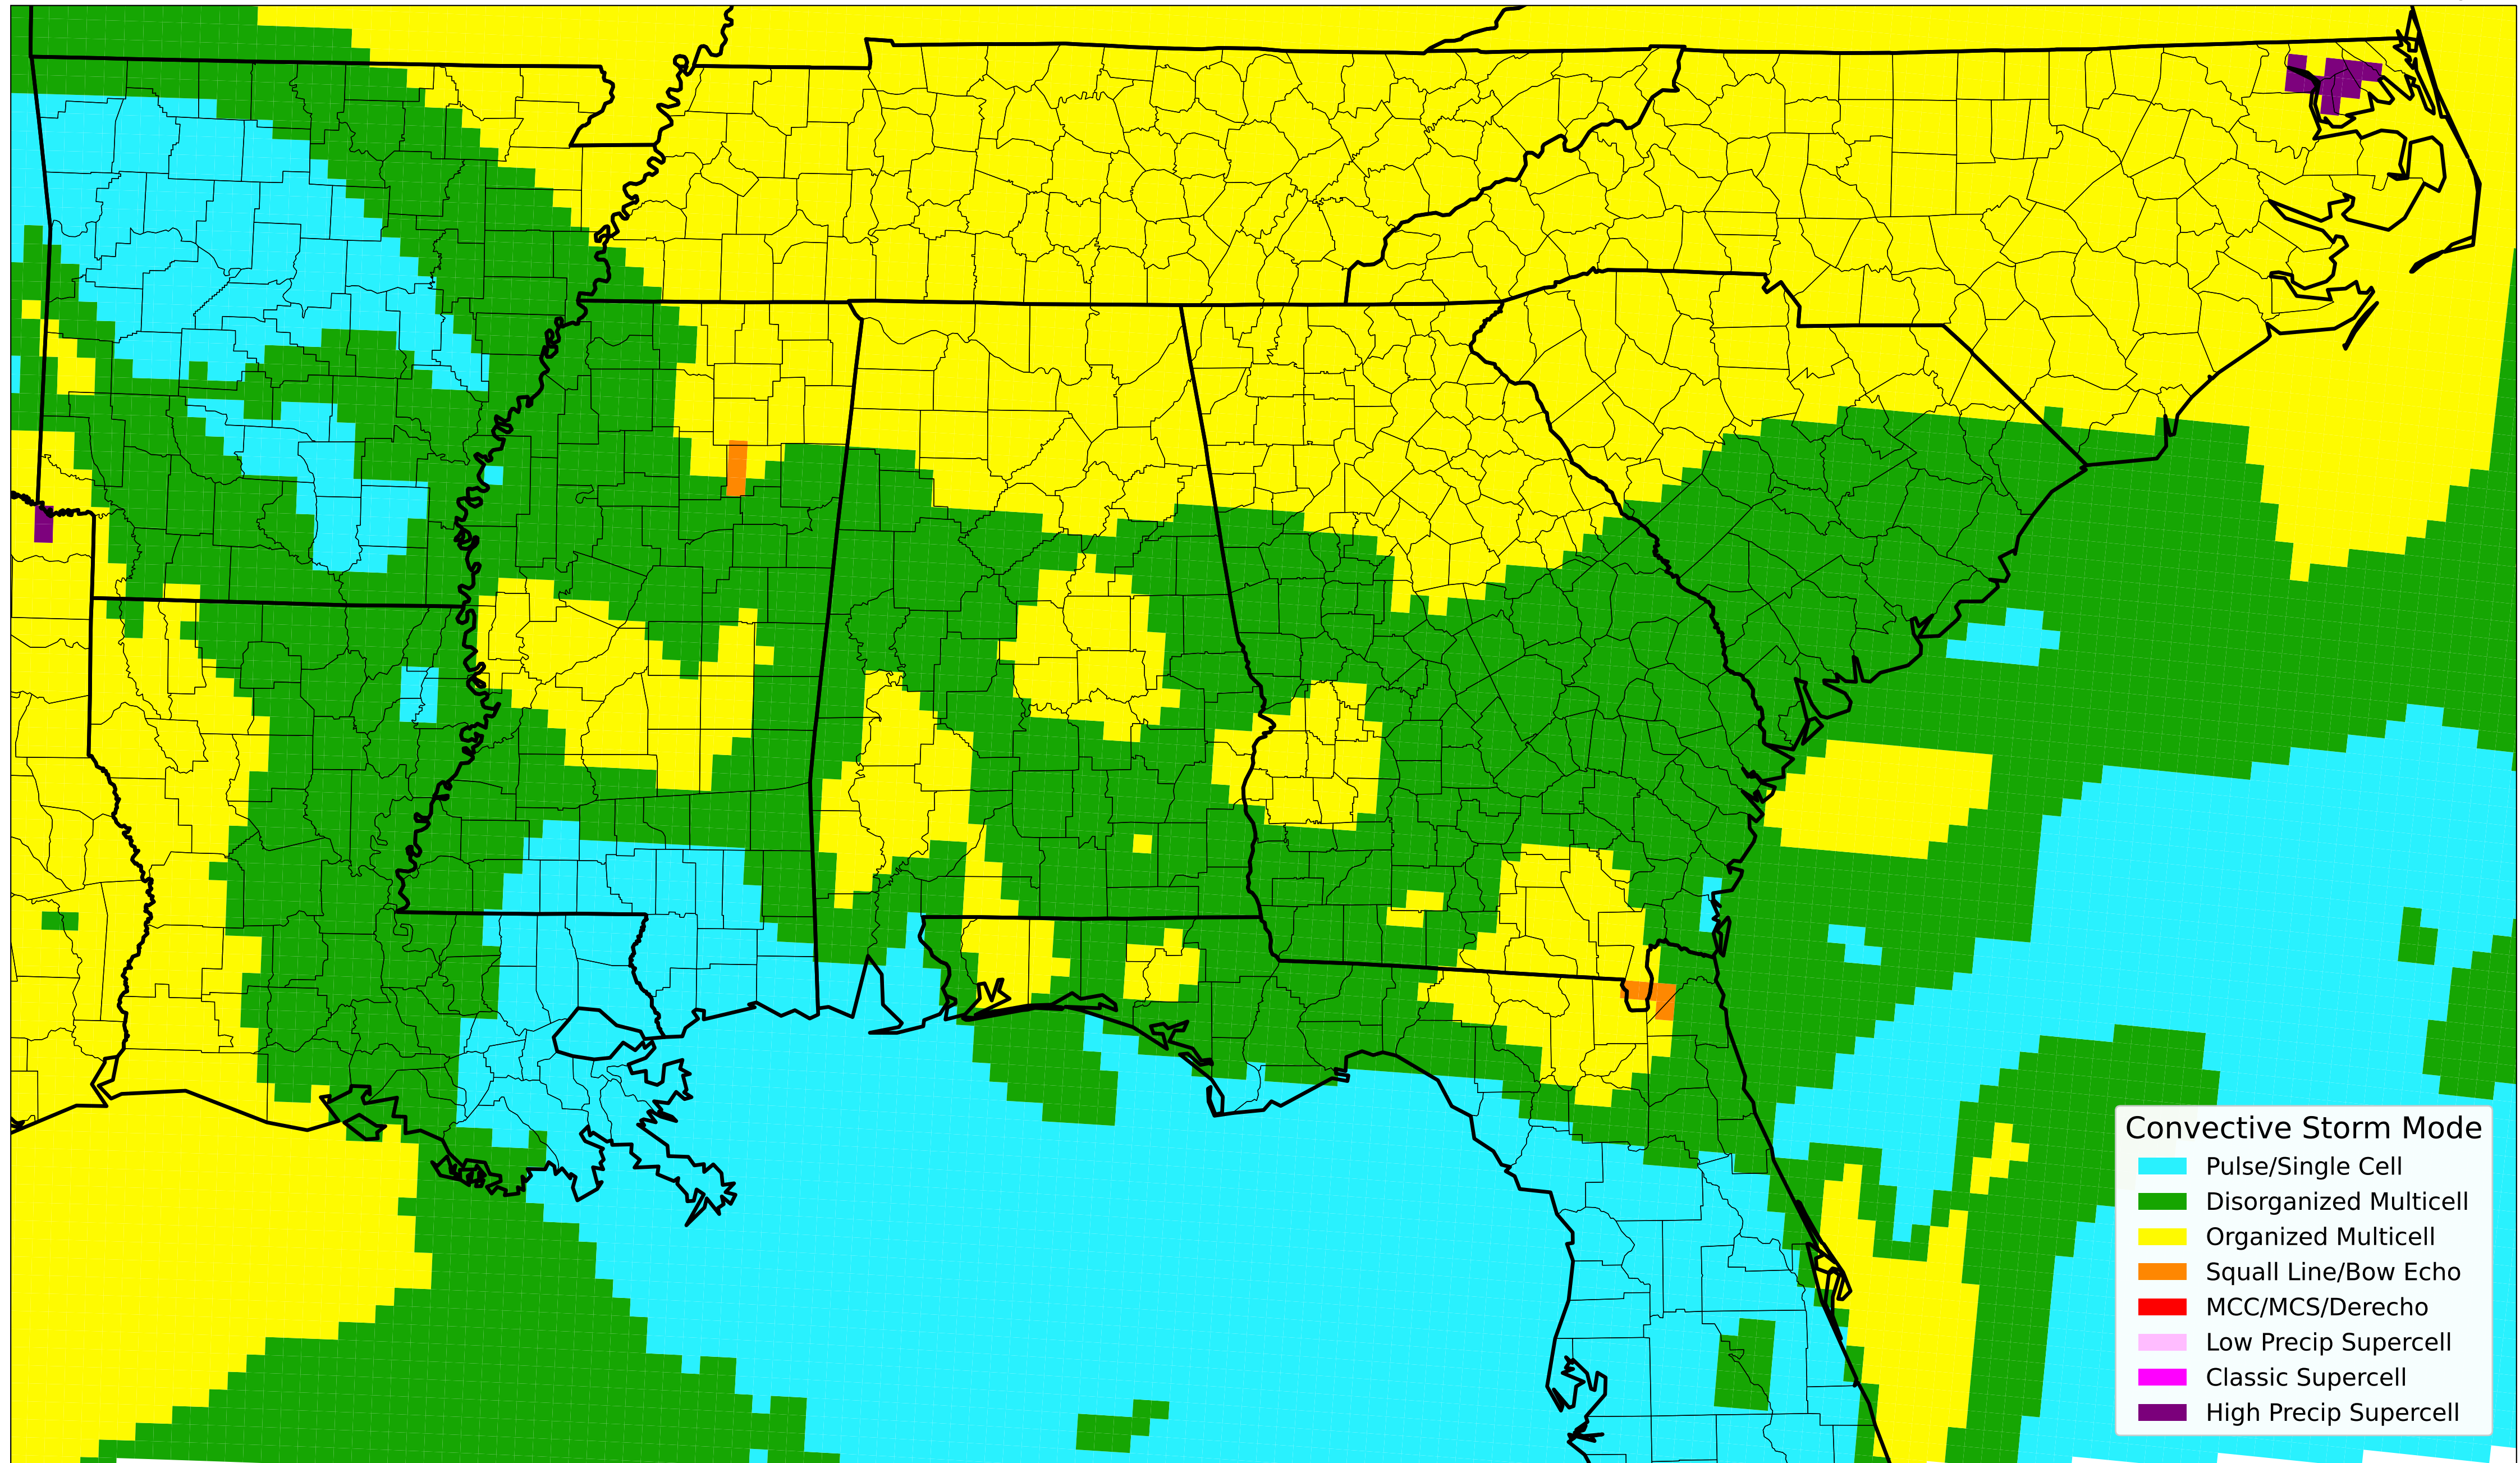 Convective Storm Mode
Pulse/Single Cell
Disorganized Multicell
Organized Multicell
Squall Line/Bow Echo
MCC/MCS/Derecho
Low Precip Supercell
Classic Supercell
High Precip Supercell